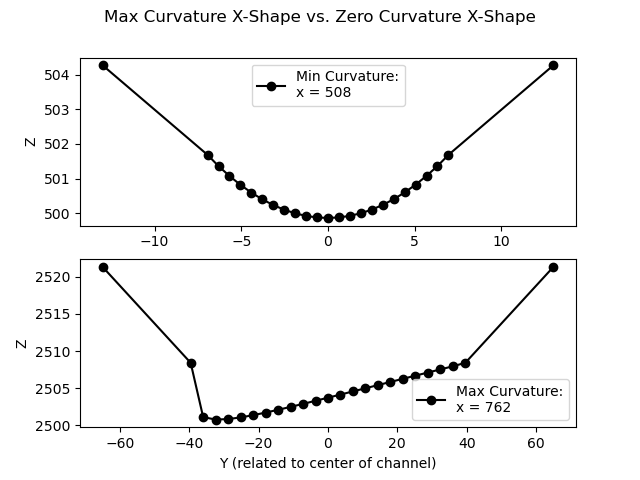 Max Curvature X-Shape vs. Zero Curvature X-Shape
504
503
502
501
500
Z
Min Curvature:
x = 508
−10
−5
0
5
10
2520
2515
2510
2505
2500
Z
Max Curvature:
x = 762
−60
−40
−20
0
20
40
60
Y (related to center of channel)